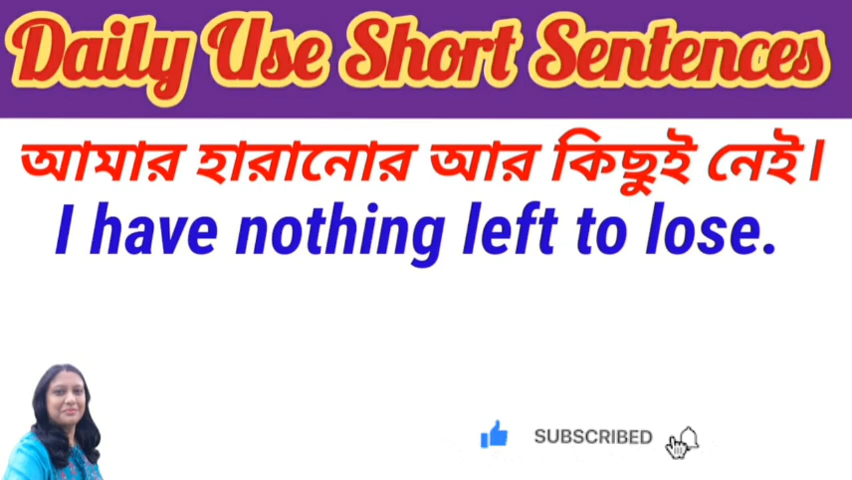 Daily Use Short Sentences
আমার হারানোর আর কিছুই নেই।
I have nothing left to lose.
SUBSCRIBED